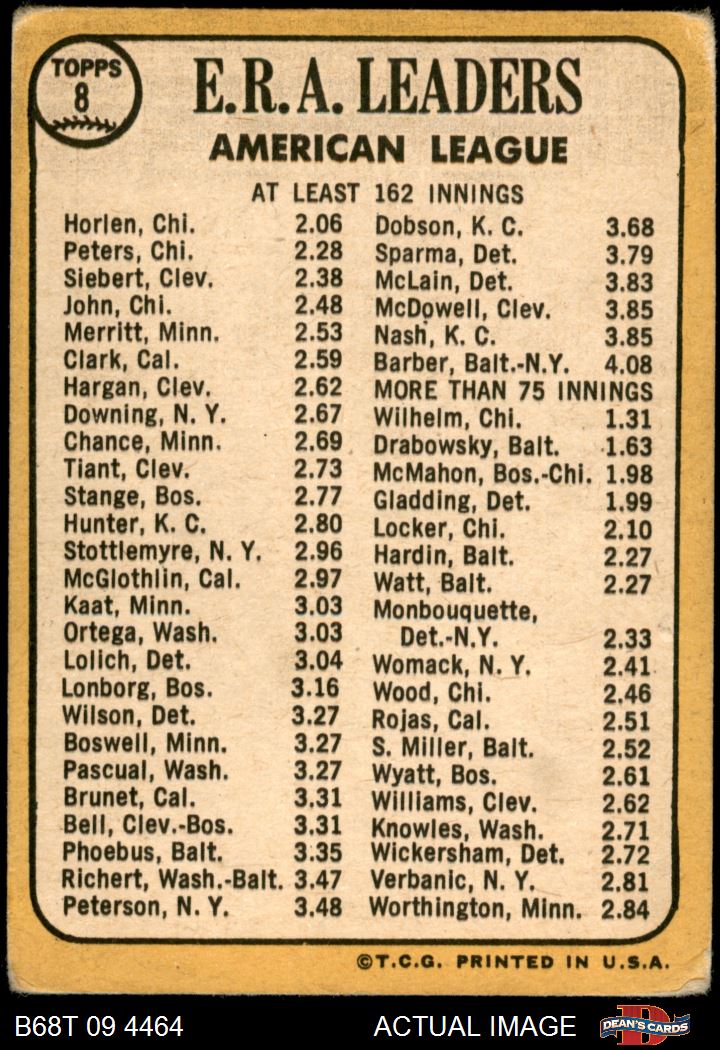 TOPPS
8
E.R.A. LEADERS
AMERICAN LEAGUE
AT LEAST 162 INNINGS
Horlen, Chi. 2.06
Peters, Chi. 2.28
Siebert, Clev. 2.38
John, Chi. 2.48
Merritt, Minn. 2.53
Clark, Cal. 2.59
Hargan, Clev. 2.62
Downing, N. Y. 2.67
Chance, Minn. 2.69
Tiant, Clev. 2.73
Stange, Bos. 2.77
Hunter, K. C. 2.80
Stottlemyre, N. Y. 2.96
McGlothlin, Cal. 2.97
Kaat, Minn. 3.03
Ortega, Wash. 3.03
Lolich, Det. 3.04
Lonborg, Bos. 3.16
Wilson, Det. 3.27
Boswell, Minn. 3.27
Pascual, Wash. 3.27
Brunet, Cal. 3.31
Bell, Clev.-Bos. 3.31
Phoebus, Balt. 3.35
Richert, Wash.-Balt. 3.47
Peterson, N. Y. 3.48
Dobson, K. C. 3.68
Sparma, Det. 3.79
McLain, Det. 3.83
McDowell, Clev. 3.85
Nash, K. C. 3.85
Barber, Balt.-N.Y. 4.08
MORE THAN 75 INNINGS
Wilhelm, Chi. 1.31
Drabowsky, Balt. 1.63
McMahon, Bos.-Chi. 1.98
Gladding, Det. 1.99
Locker, Chi. 2.10
Hardin, Balt. 2.27
Watt, Balt. 2.27
Monbouquette,
Det.-N.Y. 2.33
Womack, N. Y. 2.41
Wood, Chi. 2.46
Rojas, Cal. 2.51
S. Miller, Balt. 2.52
Wyatt, Bos. 2.61
Williams, Clev. 2.62
Knowles, Wash. 2.71
Wickersham, Det. 2.72
Verbanic, N. Y. 2.81
Worthington, Minn. 2.84
©T.C.G. PRINTED IN U.S.A.
B68T 09 4464 ACTUAL IMAGE
D
DEAN'S CARDS